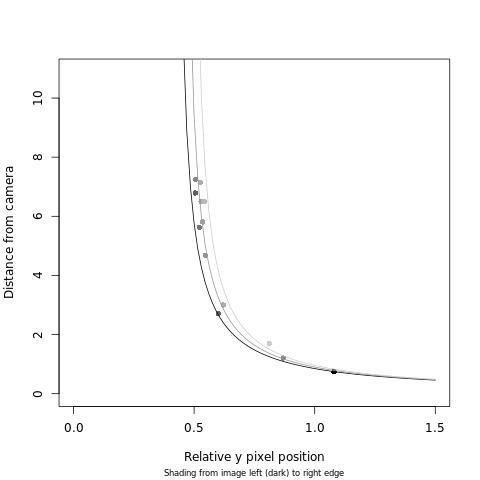 10
8
6
4
2
0
Distance from camera
0.0 0.5 1.0 1.5
Relative y pixel position
Shading from image left (dark) to right edge